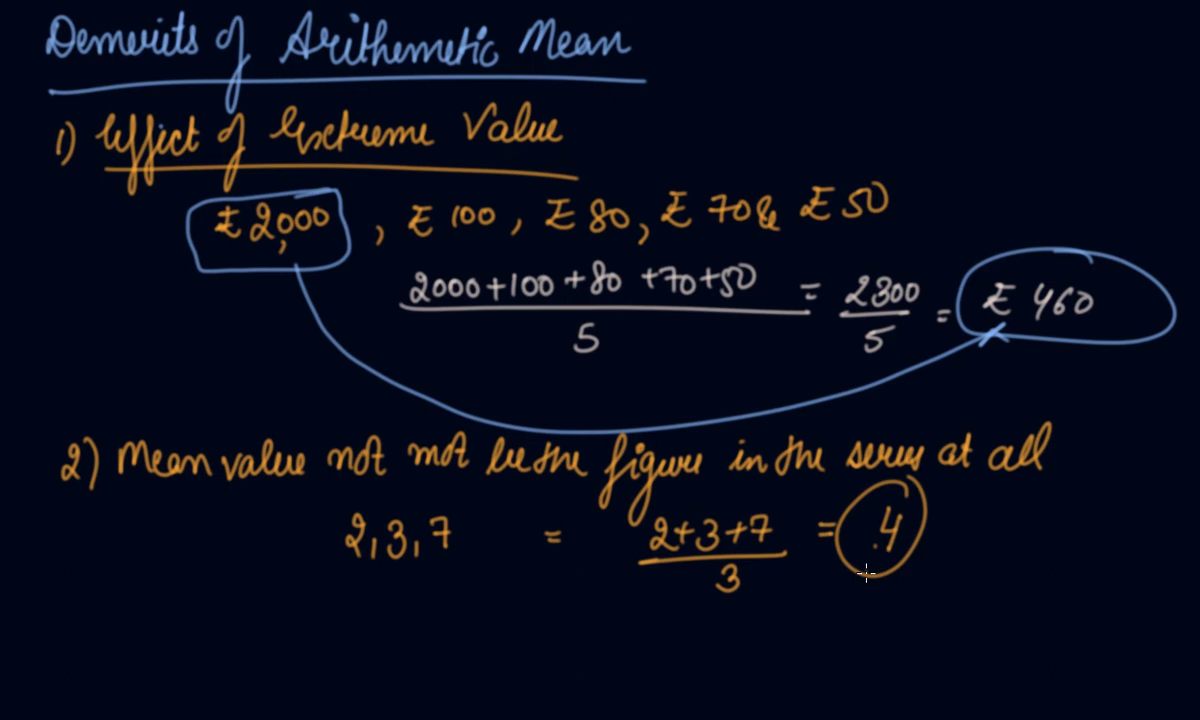 Demerits of Arithemetic Mean
1) Effect of Extreme Value
₹ 2,000, ₹ 100, ₹ 80, ₹ 70 & ₹ 50
2000+100+80+70+50 / 5 = 2300 / 5 = ₹ 460
2) Mean value not not be the figure in the series at all
2,3,7 = 2+3+7 / 3 = .4